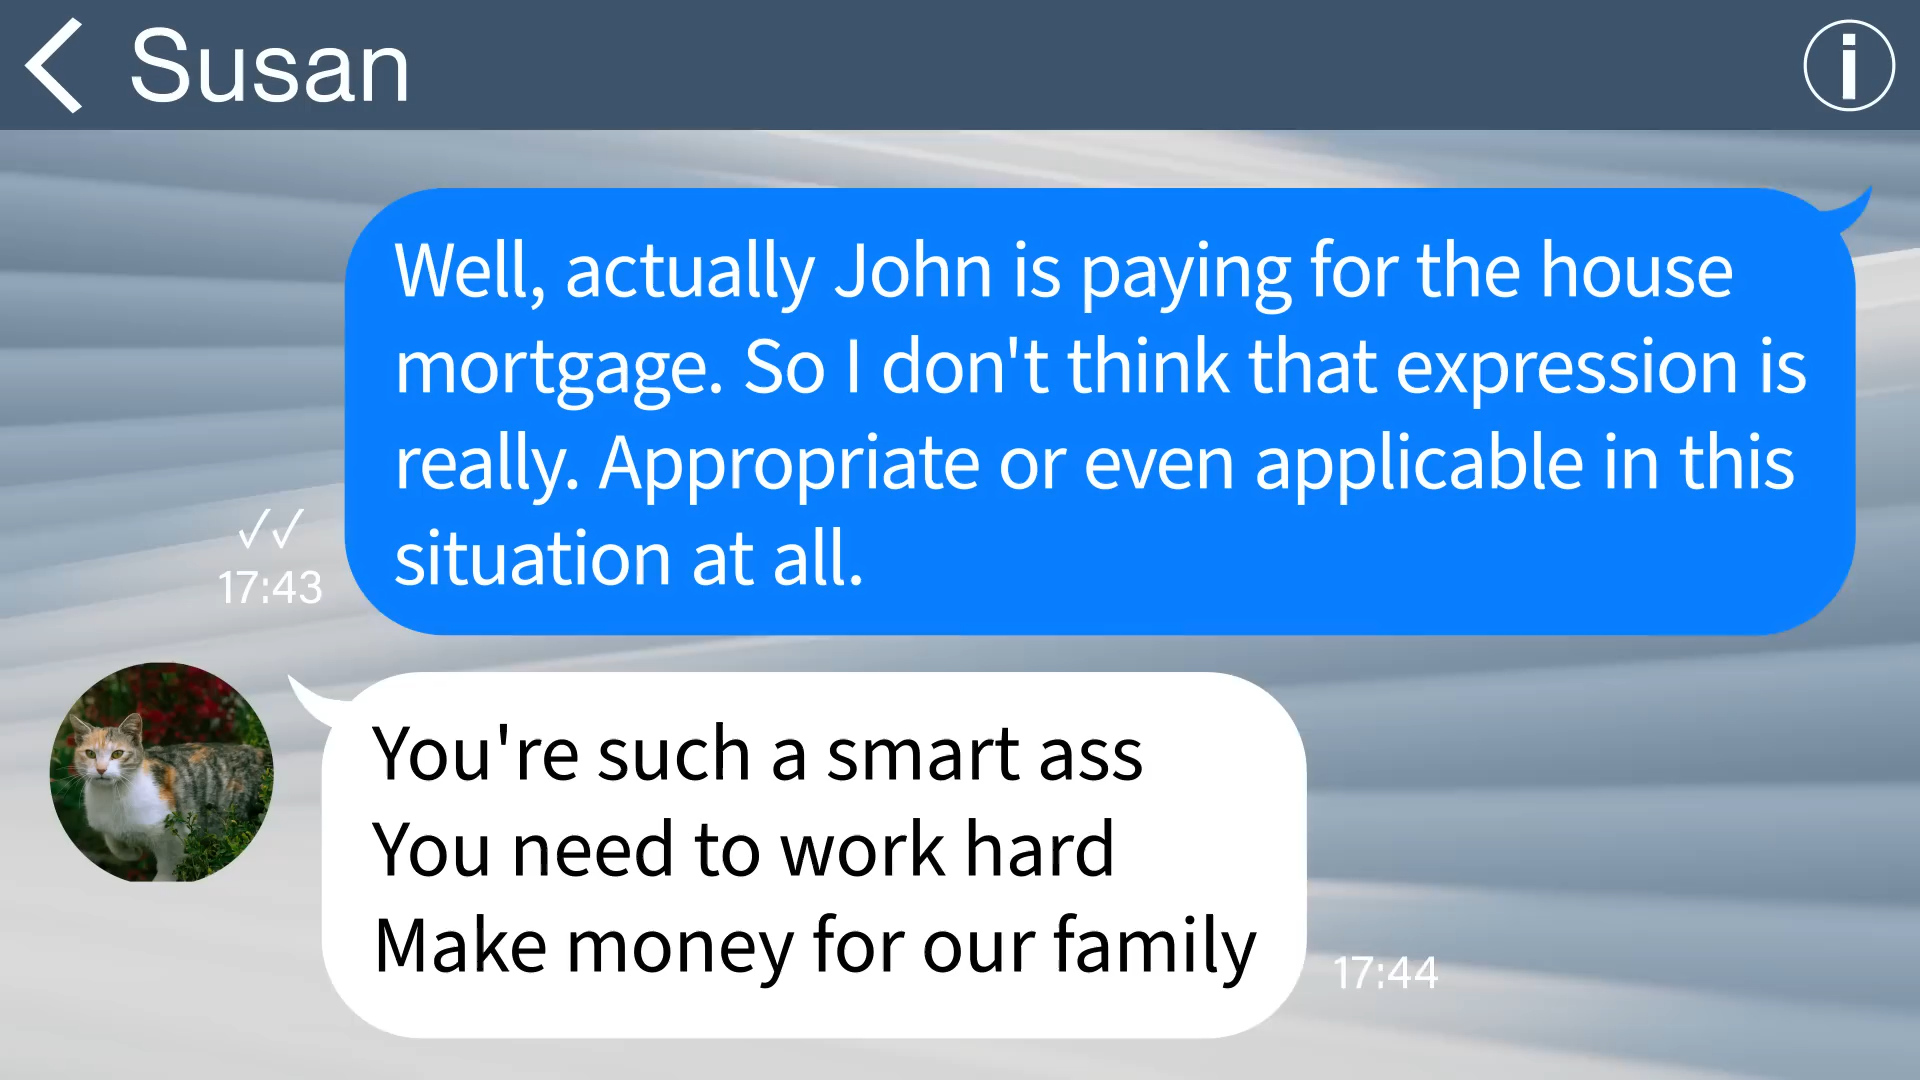 Susan
Well, actually John is paying for the house
mortgage. So I don't think that expression is
really. Appropriate or even applicable in this
situation at all.
17:43
You're such a smart ass
You need to work hard
Make money for our family
17:44